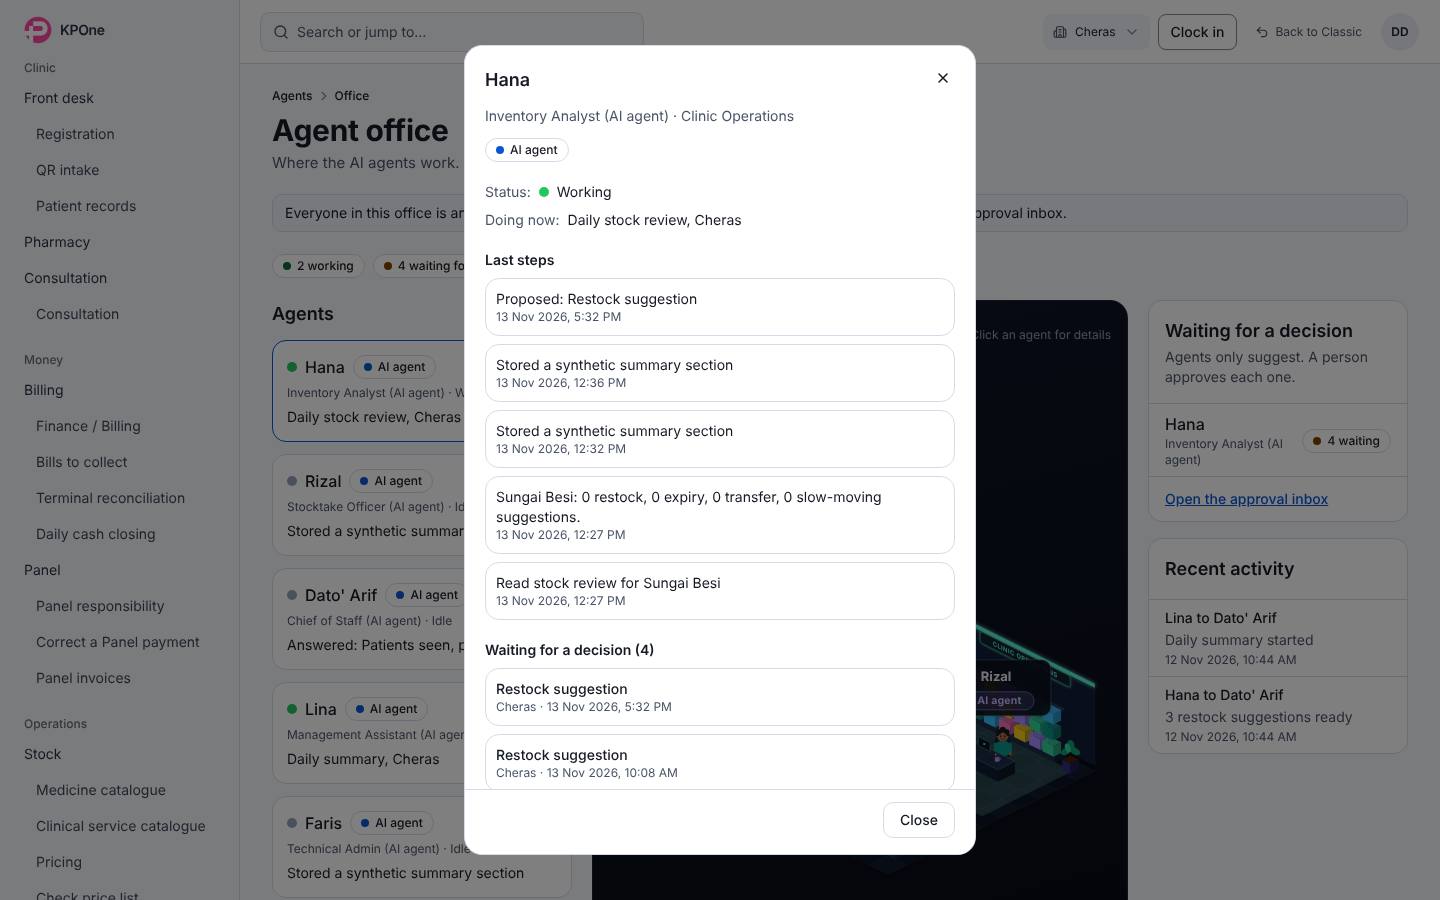 KPOne
Clinic
Front desk
Registration
QR intake
Patient records
Pharmacy
Consultation
Consultation
Money
Billing
Finance / Billing
Bills to collect
Terminal reconciliation
Daily cash closing
Panel
Panel responsibility
Correct a Panel payment
Panel invoices
Operations
Stock
Medicine catalogue
Clinical service catalogue
Pricing
Check price list
Search or jump to...
Cheras
Clock in
Back to Classic
DD
Agents > Office
Agent office
Where the AI agents work.
Everyone in this office is
pproval inbox.
2 working
4 waiting
Agents
Hana
AI agent
Inventory Analyst (AI agent) ·
Daily stock review, Cheras
Rizal
AI agent
Stocktake Officer (AI agent) ·
Stored a synthetic
Dato' Arif
AI agent
Chief of Staff (AI agent) · Idle
Answered: Patients seen,
Lina
AI agent
Management Assistant (AI
Daily summary, Cheras
Faris
AI agent
Technical Admin (AI agent) · Idle
Stored a synthetic summary section
Hana
Inventory Analyst (AI agent) · Clinic Operations
AI agent
Status: Working
Doing now: Daily stock review, Cheras
Last steps
Proposed: Restock suggestion
13 Nov 2026, 5:32 PM
Stored a synthetic summary section
13 Nov 2026, 12:36 PM
Stored a synthetic summary section
13 Nov 2026, 12:32 PM
Sungai Besi: 0 restock, 0 expiry, 0 transfer, 0 slow-moving
suggestions.
13 Nov 2026, 12:27 PM
Read stock review for Sungai Besi
13 Nov 2026, 12:27 PM
Waiting for a decision (4)
Restock suggestion
Cheras · 13 Nov 2026, 5:32 PM
Restock suggestion
Cheras · 13 Nov 2026, 10:08 AM
Close
Click an agent for details
Rizal
AI agent
Waiting for a decision
Agents only suggest. A person
approves each one.
Hana
Inventory Analyst (AI
agent)
4 waiting
Open the approval inbox
Recent activity
Lina to Dato' Arif
Daily summary started
12 Nov 2026, 10:44 AM
Hana to Dato' Arif
3 restock suggestions ready
12 Nov 2026, 10:44 AM